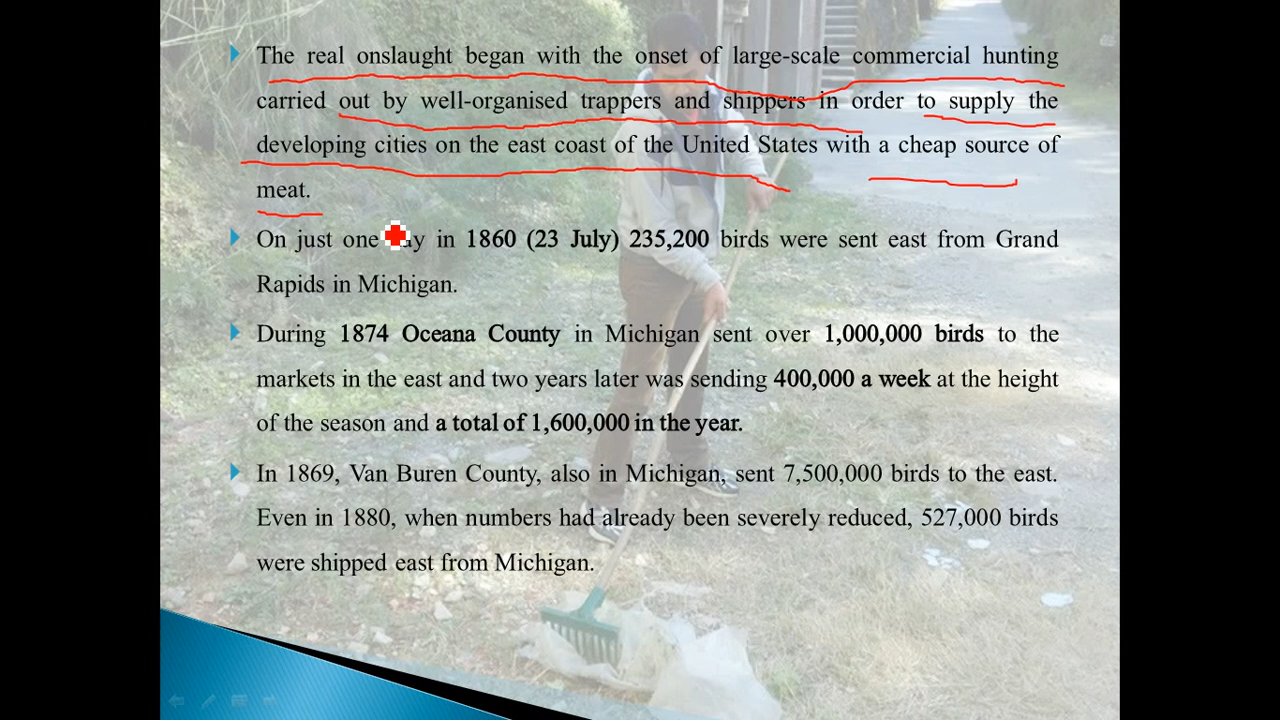 The real onslaught began with the onset of large-scale commercial hunting
carried out by well-organised trappers and shippers in order to supply the
developing cities on the east coast of the United States with a cheap source of
meat.
On just one in 1860 (23 July) 235,200 birds were sent east from Grand
Rapids in Michigan.
During 1874 Oceana County in Michigan sent over 1,000,000 birds to the
markets in the east and two years later was sending 400,000 a week at the height
of the season and a total of 1,600,000 in the year.
In 1869, Van Buren County, also in Michigan, sent 7,500,000 birds to the east.
Even in 1880, when numbers had already been severely reduced, 527,000 birds
were shipped east from Michigan.